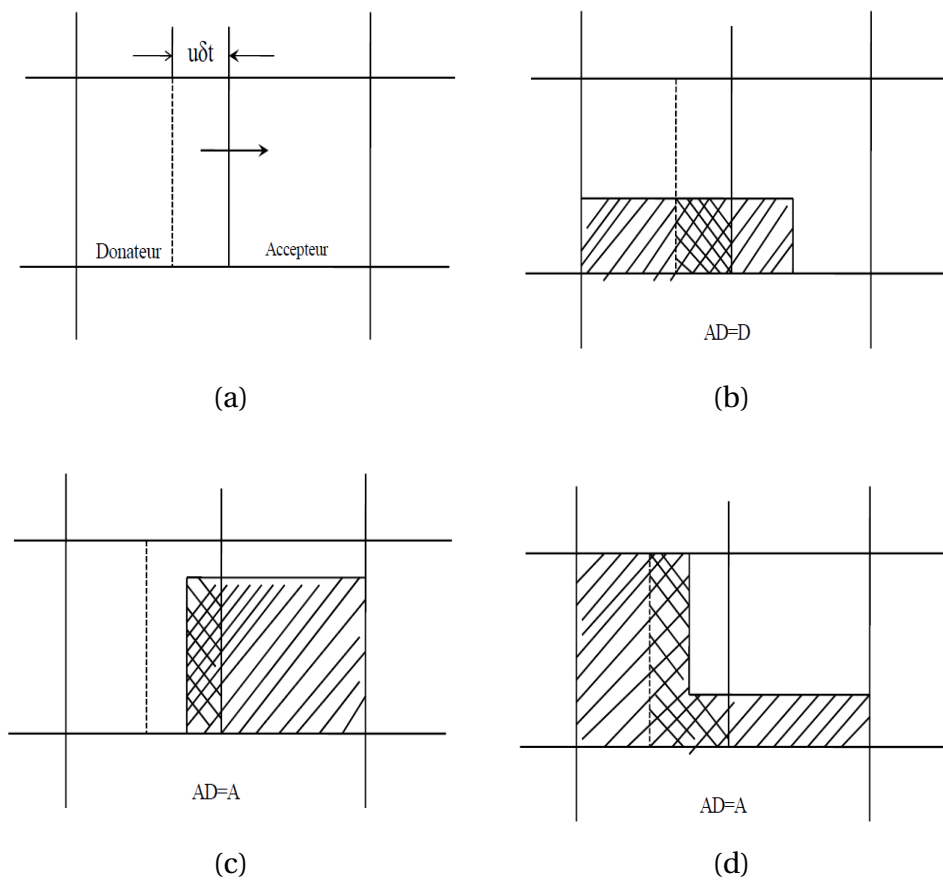 uδt
Donateur
Accepteur
AD=D
(a)
(b)
AD=A
AD=A
(c)
(d)